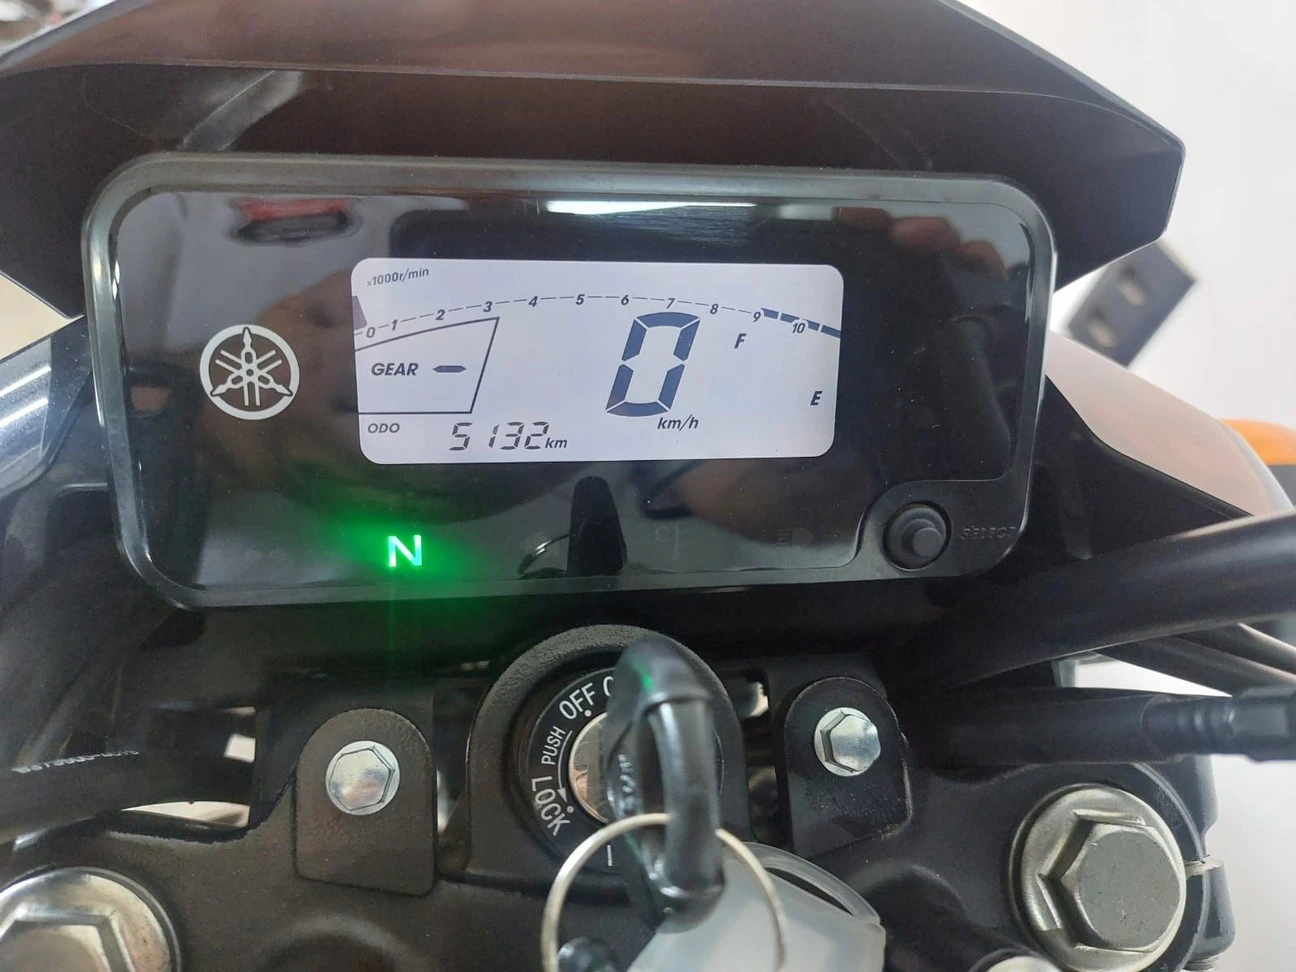 x1000r/min
0 1 2 3 4 5 6 7 8 9 10
GEAR -
0
km/h
F
E
ODO
5132km
N
SELECT
OFF
PUSH
LOCK